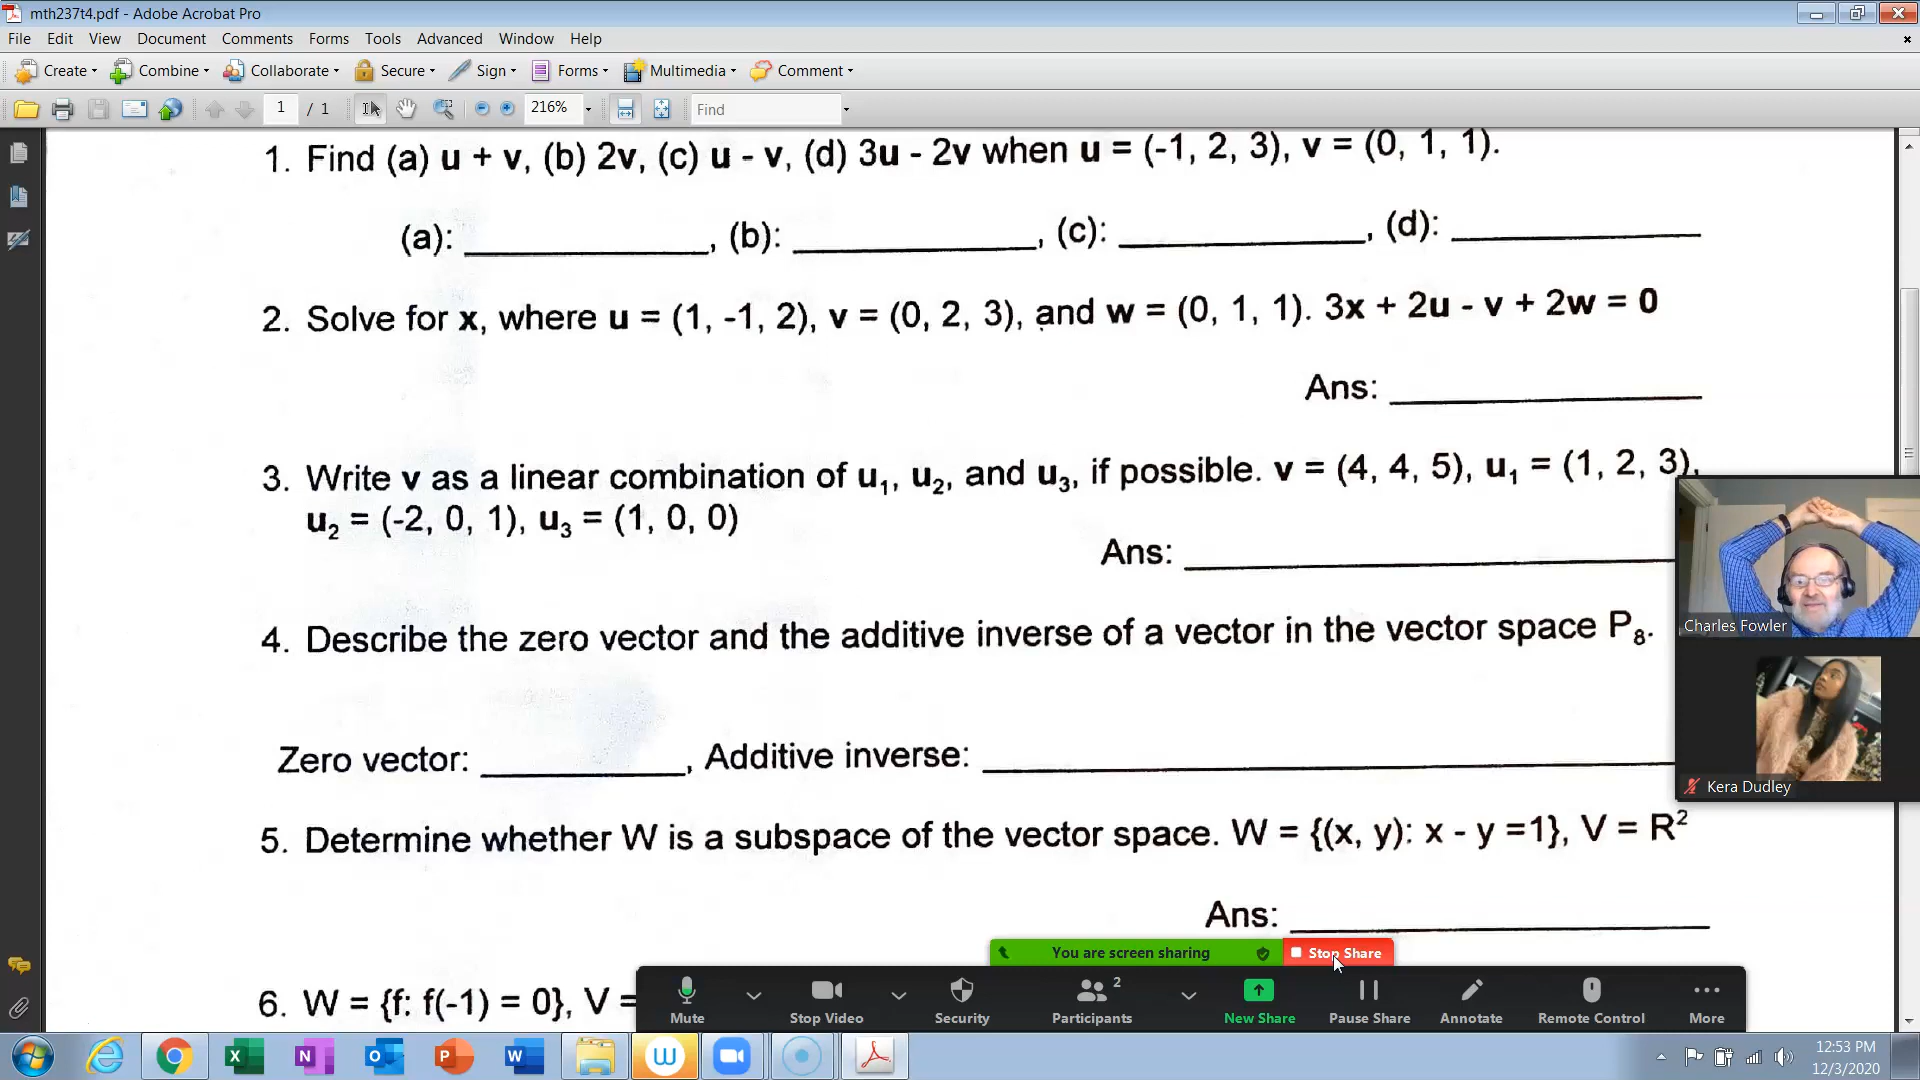 mth237t4.pdf - Adobe Acrobat Pro
File Edit View Document Comments Forms Tools Advanced Window Help
Create Combine Collaborate Secure Sign Forms Multimedia Comment
1 / 1 216% Find
1. Find (a) u + v, (b) 2v, (c) u - v, (d) 3u - 2v when u = (-1, 2, 3), v = (0, 1, 1).
(a): ____________, (b): ____________, (c): ____________, (d): ____________
2. Solve for x, where u = (1, -1, 2), v = (0, 2, 3), and w = (0, 1, 1). 3x + 2u - v + 2w = 0
Ans: ____________
3. Write v as a linear combination of u₁, u₂, and u₃, if possible. v = (4, 4, 5), u₁ = (1, 2, 3),
u₂ = (-2, 0, 1), u₃ = (1, 0, 0)
Ans: ____________
Charles Fowler
4. Describe the zero vector and the additive inverse of a vector in the vector space P₈.
Zero vector: ____________, Additive inverse: ____________
Kera Dudley
5. Determine whether W is a subspace of the vector space. W = {(x, y): x - y =1}, V = R²
Ans: ____________
You are screen sharing Stop Share
6. W = {f: f(-1) = 0}, V =
2
Mute Stop Video Security Participants New Share Pause Share Annotate Remote Control More
12:53 PM
12/3/2020